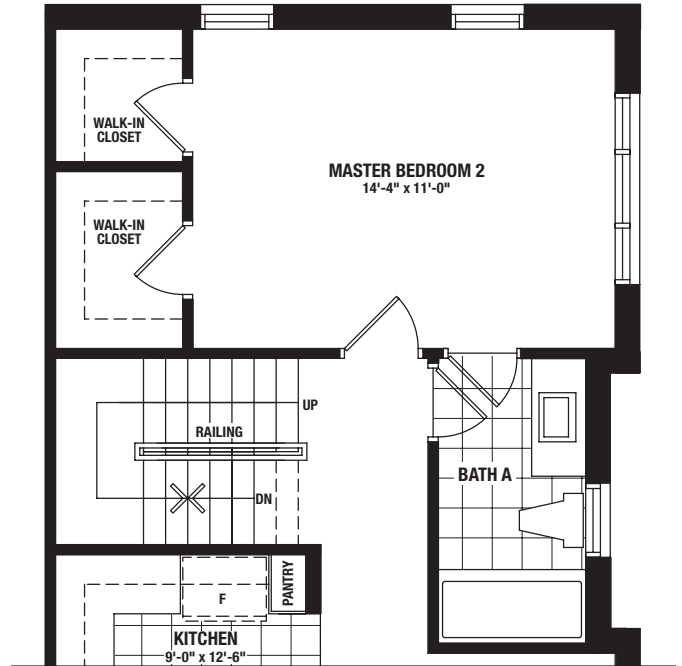 WALK-IN
CLOSET
MASTER BEDROOM 2
14'-4" x 11'-0"
WALK-IN
CLOSET
UP
RAILING
DN
BATH A
PANTRY
F
KITCHEN
9'-0" x 12'-6"